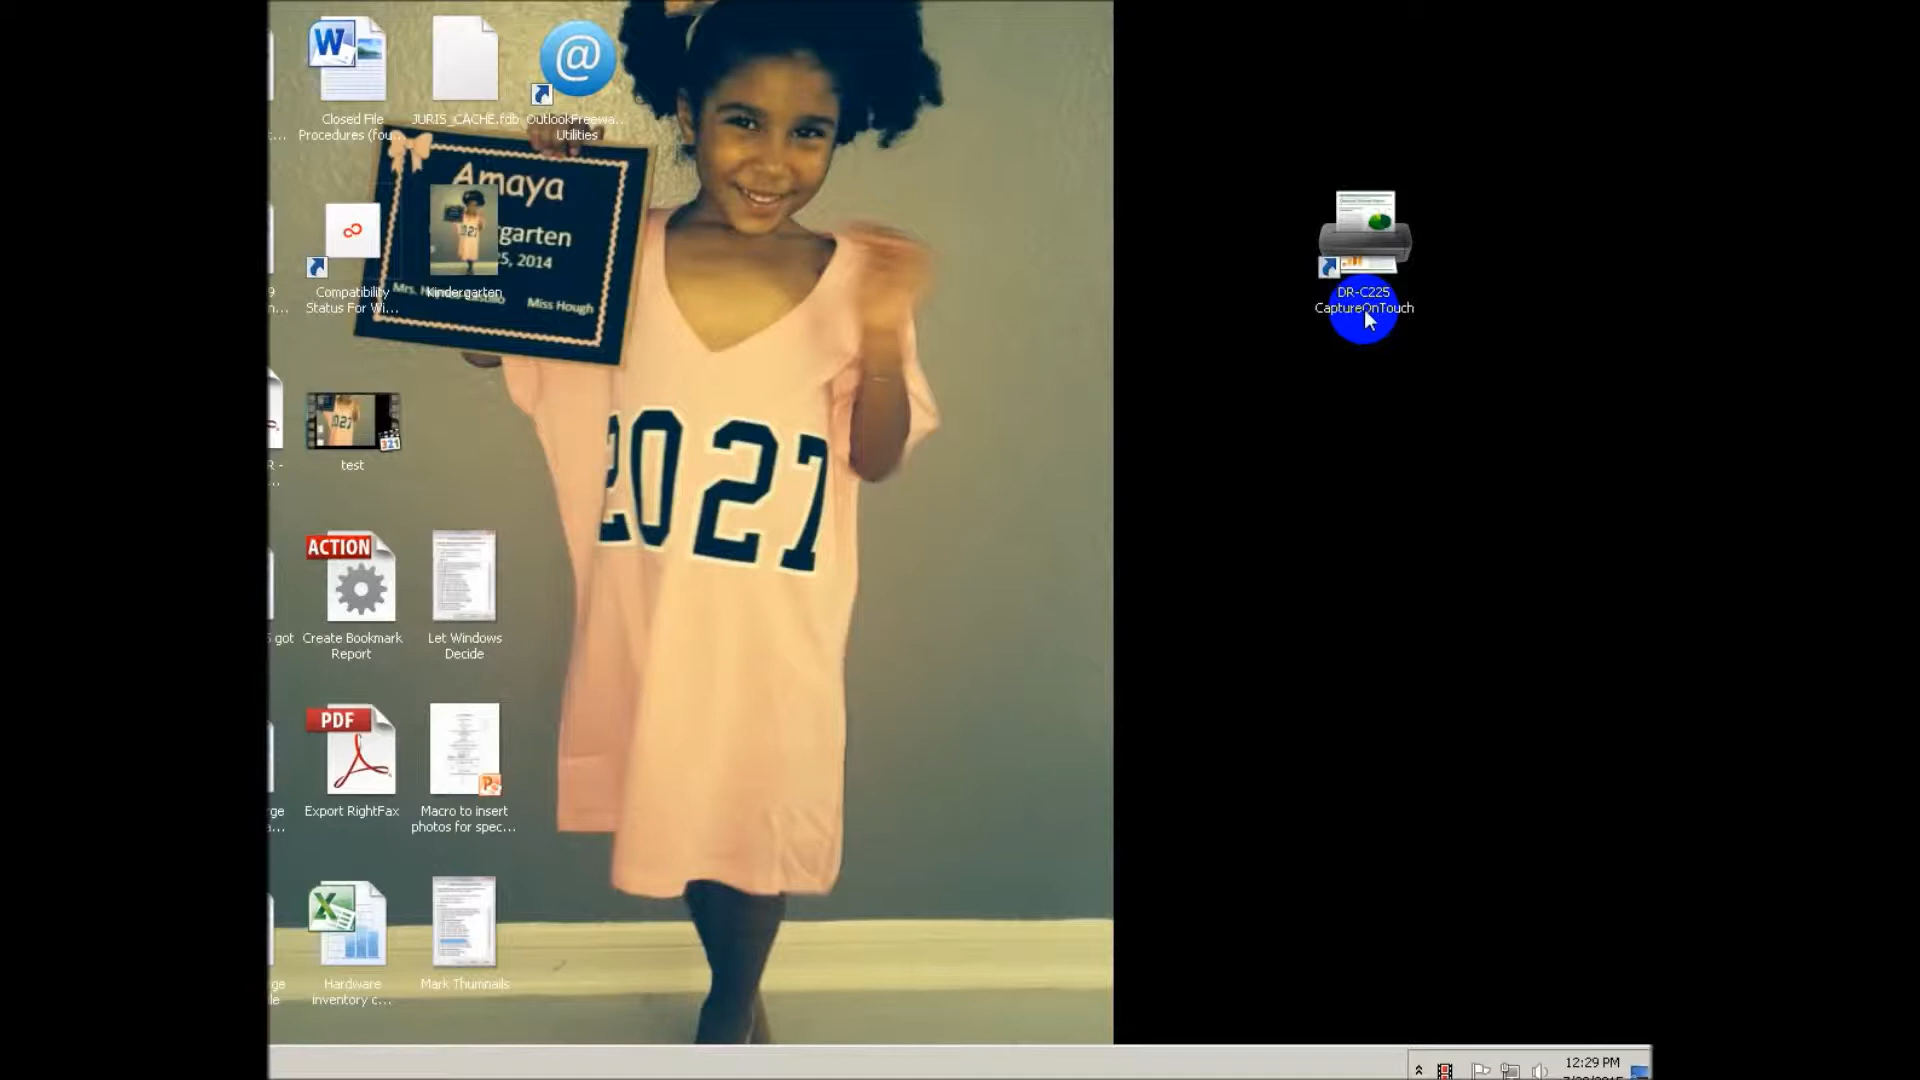 Closed File
Procedures (fou...
JURIS_CACHE.fdb
OutlookFreewa...
Utilities
Amaya
rgarten
5, 2014
Mrs. H
Miss Hough
Compatibility
Status For Wi...
Kindergarten
DR-C225
CaptureOnTouch
2027
test
ACTION
Create Bookmark
Report
Let Windows
Decide
PDF
Export RightFax
Macro to insert
photos for spec...
Hardware
inventory c...
Mark Thumnails
12:29 PM